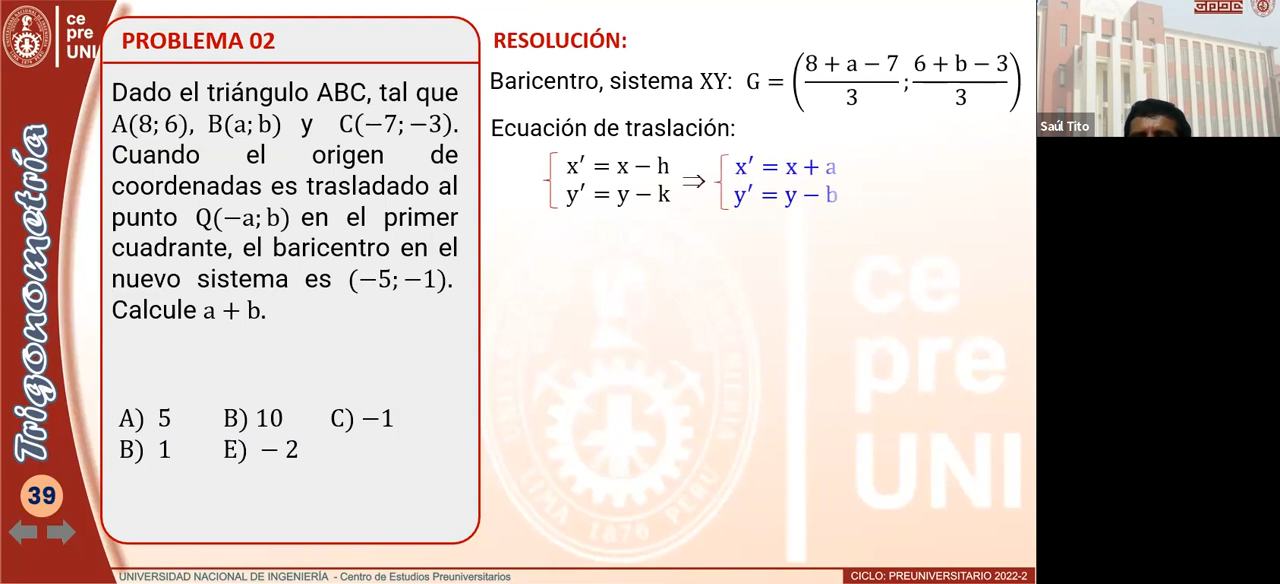 ce
pre
UNI
Trigonometría
39
PROBLEMA 02
Dado el triángulo ABC, tal que
A(8; 6), B(a; b) y C(−7; −3).
Cuando el origen de
coordenadas es trasladado al
punto Q(−a; b) en el primer
cuadrante, el baricentro en el
nuevo sistema es (−5; −1).
Calcule a + b.
A) 5 B) 10 C) −1
B) 1 E) − 2
RESOLUCIÓN:
Baricentro, sistema XY: G = ( (8 + a − 7)/3 ; (6 + b − 3)/3 )
Ecuación de traslación:
x′ = x − h ⇒ x′ = x + a
y′ = y − k y′ = y − b
ce
pre
UNI
LIMA PERU
1876
Saúl Tito
UNIVERSIDAD NACIONAL DE INGENIERÍA - Centro de Estudios Preuniversitarios
CICLO: PREUNIVERSITARIO 2022-2